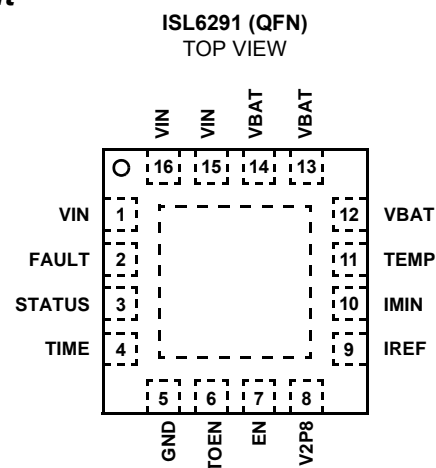 ISL6291 (QFN)
TOP VIEW
VIN
VIN
VBAT
VBAT
16
15
14
13
VIN
1
12
VBAT
FAULT
2
11
TEMP
STATUS
3
10
IMIN
TIME
4
9
IREF
5
6
7
8
GND
TOEN
EN
V2P8